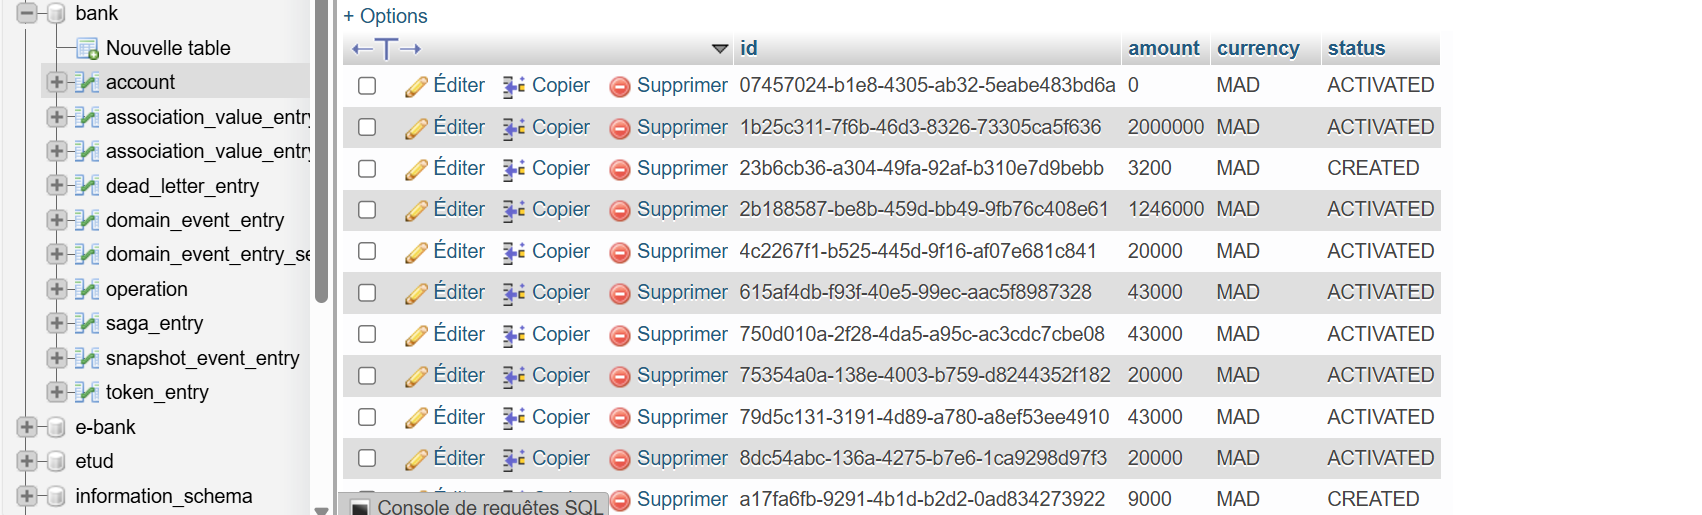 bank
Nouvelle table
account
association_value_entry
association_value_entry
dead_letter_entry
domain_event_entry
domain_event_entry_se
operation
saga_entry
snapshot_event_entry
token_entry
e-bank
etud
information_schema
+ Options
←T→ id amount currency status
Éditer Copier Supprimer 07457024-b1e8-4305-ab32-5eabe483bd6a 0 MAD ACTIVATED
Éditer Copier Supprimer 1b25c311-7f6b-46d3-8326-73305ca5f636 2000000 MAD ACTIVATED
Éditer Copier Supprimer 23b6cb36-a304-49fa-92af-b310e7d9bebb 3200 MAD CREATED
Éditer Copier Supprimer 2b188587-be8b-459d-bb49-9fb76c408e61 1246000 MAD ACTIVATED
Éditer Copier Supprimer 4c2267f1-b525-445d-9f16-af07e681c841 20000 MAD ACTIVATED
Éditer Copier Supprimer 615af4db-f93f-40e5-99ec-aac5f8987328 43000 MAD ACTIVATED
Éditer Copier Supprimer 750d010a-2f28-4da5-a95c-ac3cdc7cbe08 43000 MAD ACTIVATED
Éditer Copier Supprimer 75354a0a-138e-4003-b759-d8244352f182 20000 MAD ACTIVATED
Éditer Copier Supprimer 79d5c131-3191-4d89-a780-a8ef53ee4910 43000 MAD ACTIVATED
Éditer Copier Supprimer 8dc54abc-136a-4275-b7e6-1ca9298d97f3 20000 MAD ACTIVATED
Supprimer a17fa6fb-9291-4b1d-b2d2-0ad834273922 9000 MAD CREATED
Console de requêtes SQL